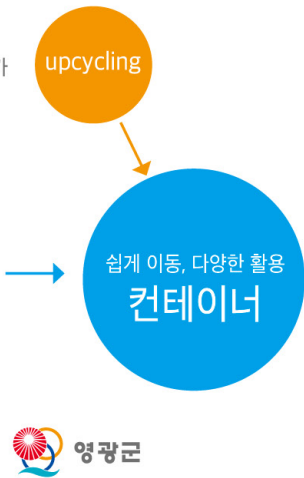 upcycling
쉽게 이동, 다양한 활용
컨테이너
영광군